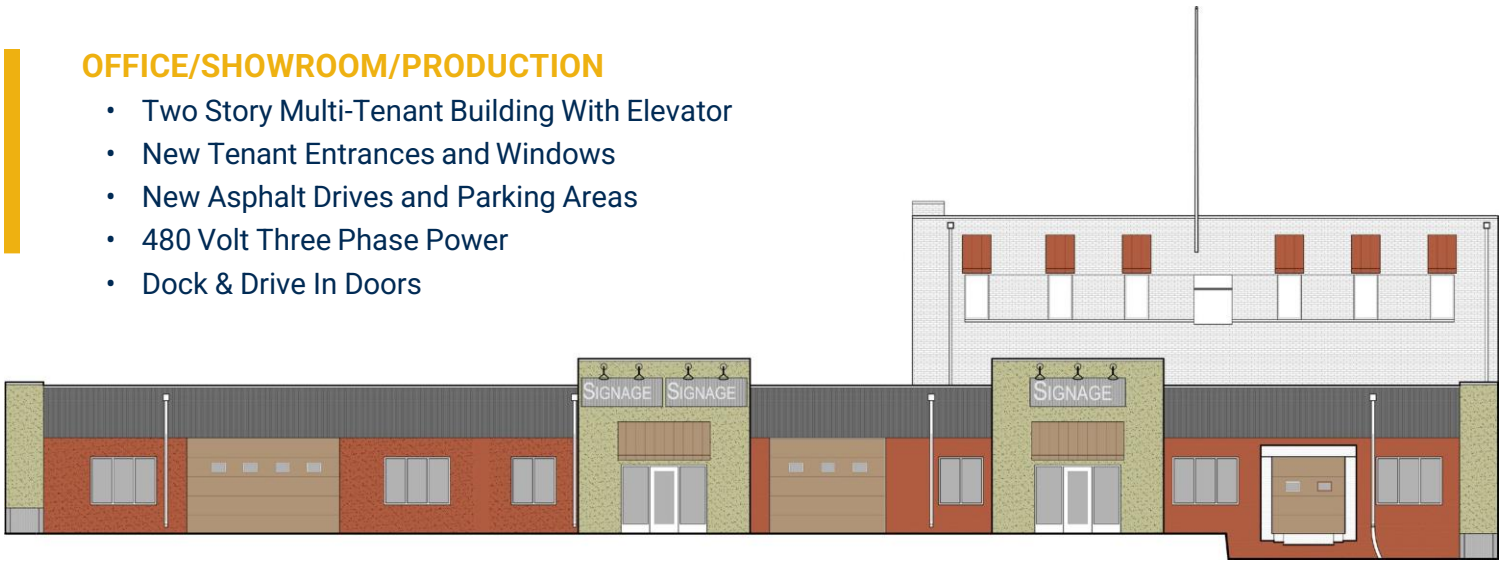 OFFICE/SHOWROOM/PRODUCTION
• Two Story Multi-Tenant Building With Elevator
• New Tenant Entrances and Windows
• New Asphalt Drives and Parking Areas
• 480 Volt Three Phase Power
• Dock & Drive In Doors
SIGNAGE SIGNAGE
SIGNAGE